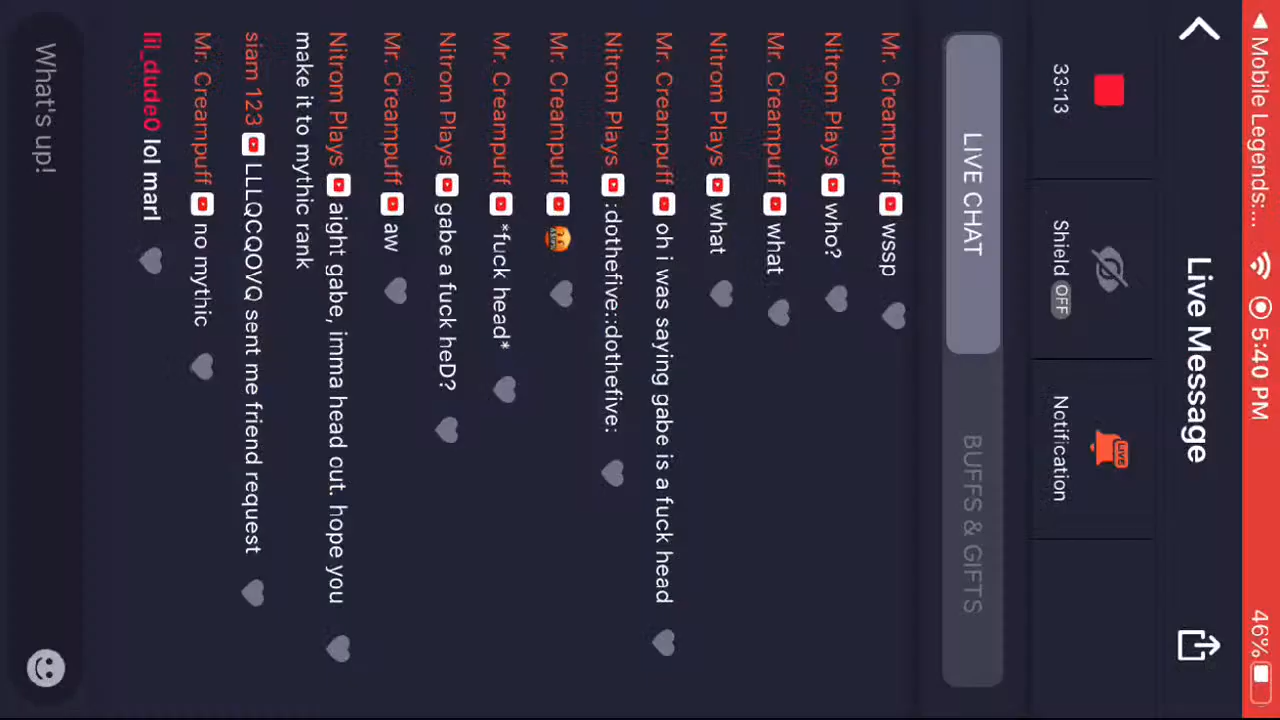 ◀ Mobile Legends:... 5:40 PM 46%
Live Message
33:13
Shield OFF
LIVE
Notification
LIVE CHAT
BUFFS & GIFTS
Mr. Creampuff wssp
Nitrom Plays who?
Mr. Creampuff what
Nitrom Plays what
Mr. Creampuff oh i was saying gabe is a fuck head
Nitrom Plays :dothefive::dothefive:
Mr. Creampuff 🤬
Mr. Creampuff *fuck head*
Nitrom Plays gabe a fuck heD?
Mr. Creampuff aw
Nitrom Plays aight gabe, imma head out. hope you
make it to mythic rank
siam 123 LLLQCQOVQ sent me friend request
Mr. Creampuff no mythic
lil_dude0 lol marl
What's up!